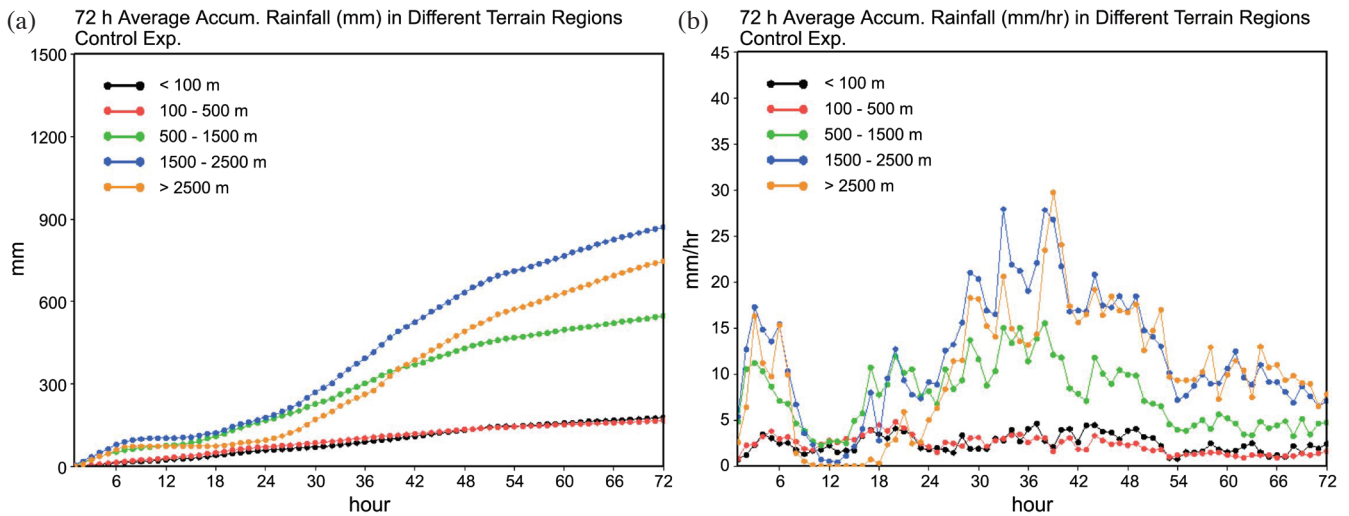 (a)
72 h Average Accum. Rainfall (mm) in Different Terrain Regions
Control Exp.
1500
1200
900
600
300
0
mm
< 100 m
100 - 500 m
500 - 1500 m
1500 - 2500 m
> 2500 m
6 12 18 24 30 36 42 48 54 60 66 72
hour
(b)
72 h Average Accum. Rainfall (mm/hr) in Different Terrain Regions
Control Exp.
45
40
35
30
25
20
15
10
5
0
mm/hr
< 100 m
100 - 500 m
500 - 1500 m
1500 - 2500 m
> 2500 m
6 12 18 24 30 36 42 48 54 60 66 72
hour